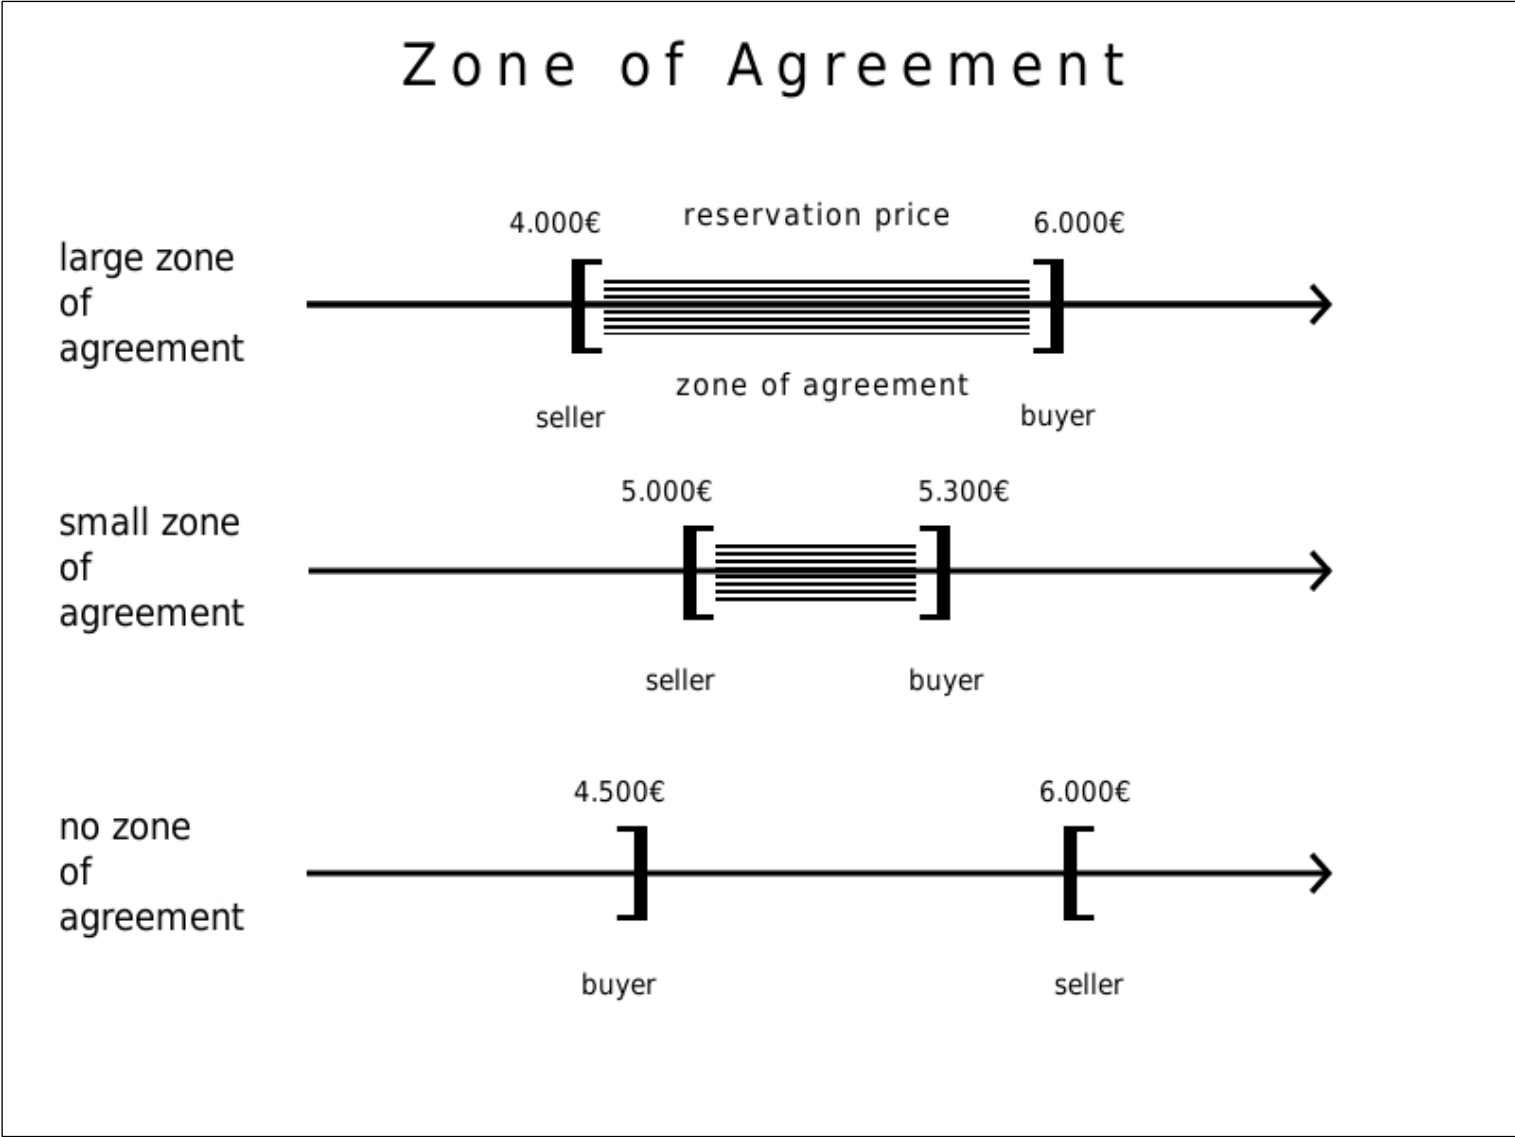 Zone of Agreement
4.000€
reservation price
6.000€
large zone
of
agreement
zone of agreement
seller
buyer
5.000€
5.300€
small zone
of
agreement
seller
buyer
4.500€
6.000€
no zone
of
agreement
buyer
seller